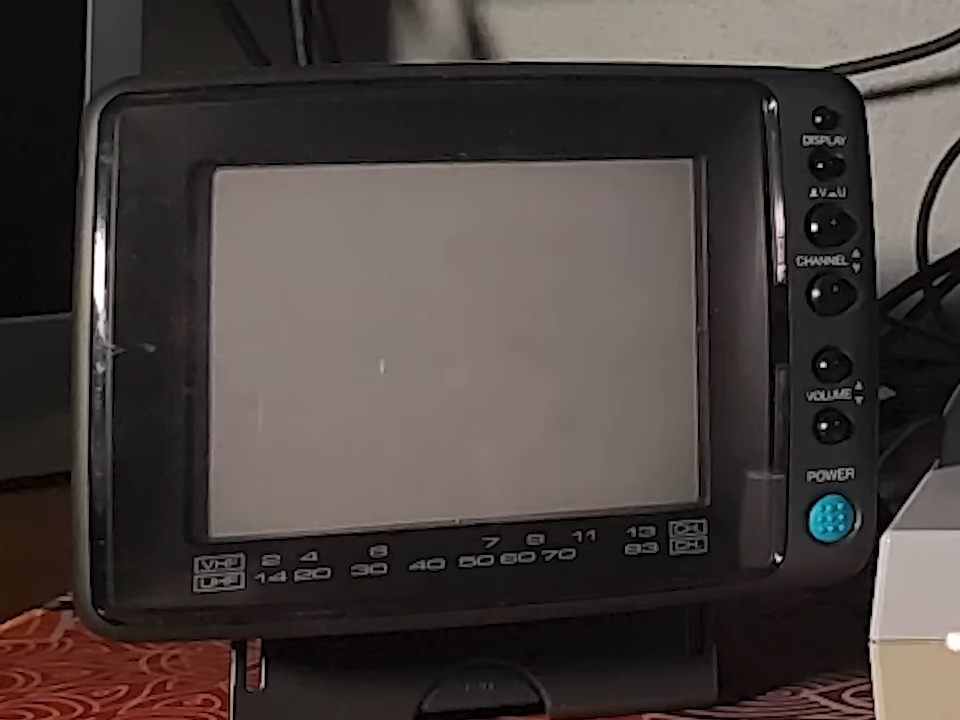 DISPLAY
CHANNEL
VOLUME
POWER
VHF 2 4 6 7 9 11 13 CH.
UHF 14 20 30 40 50 60 70 83 CH.